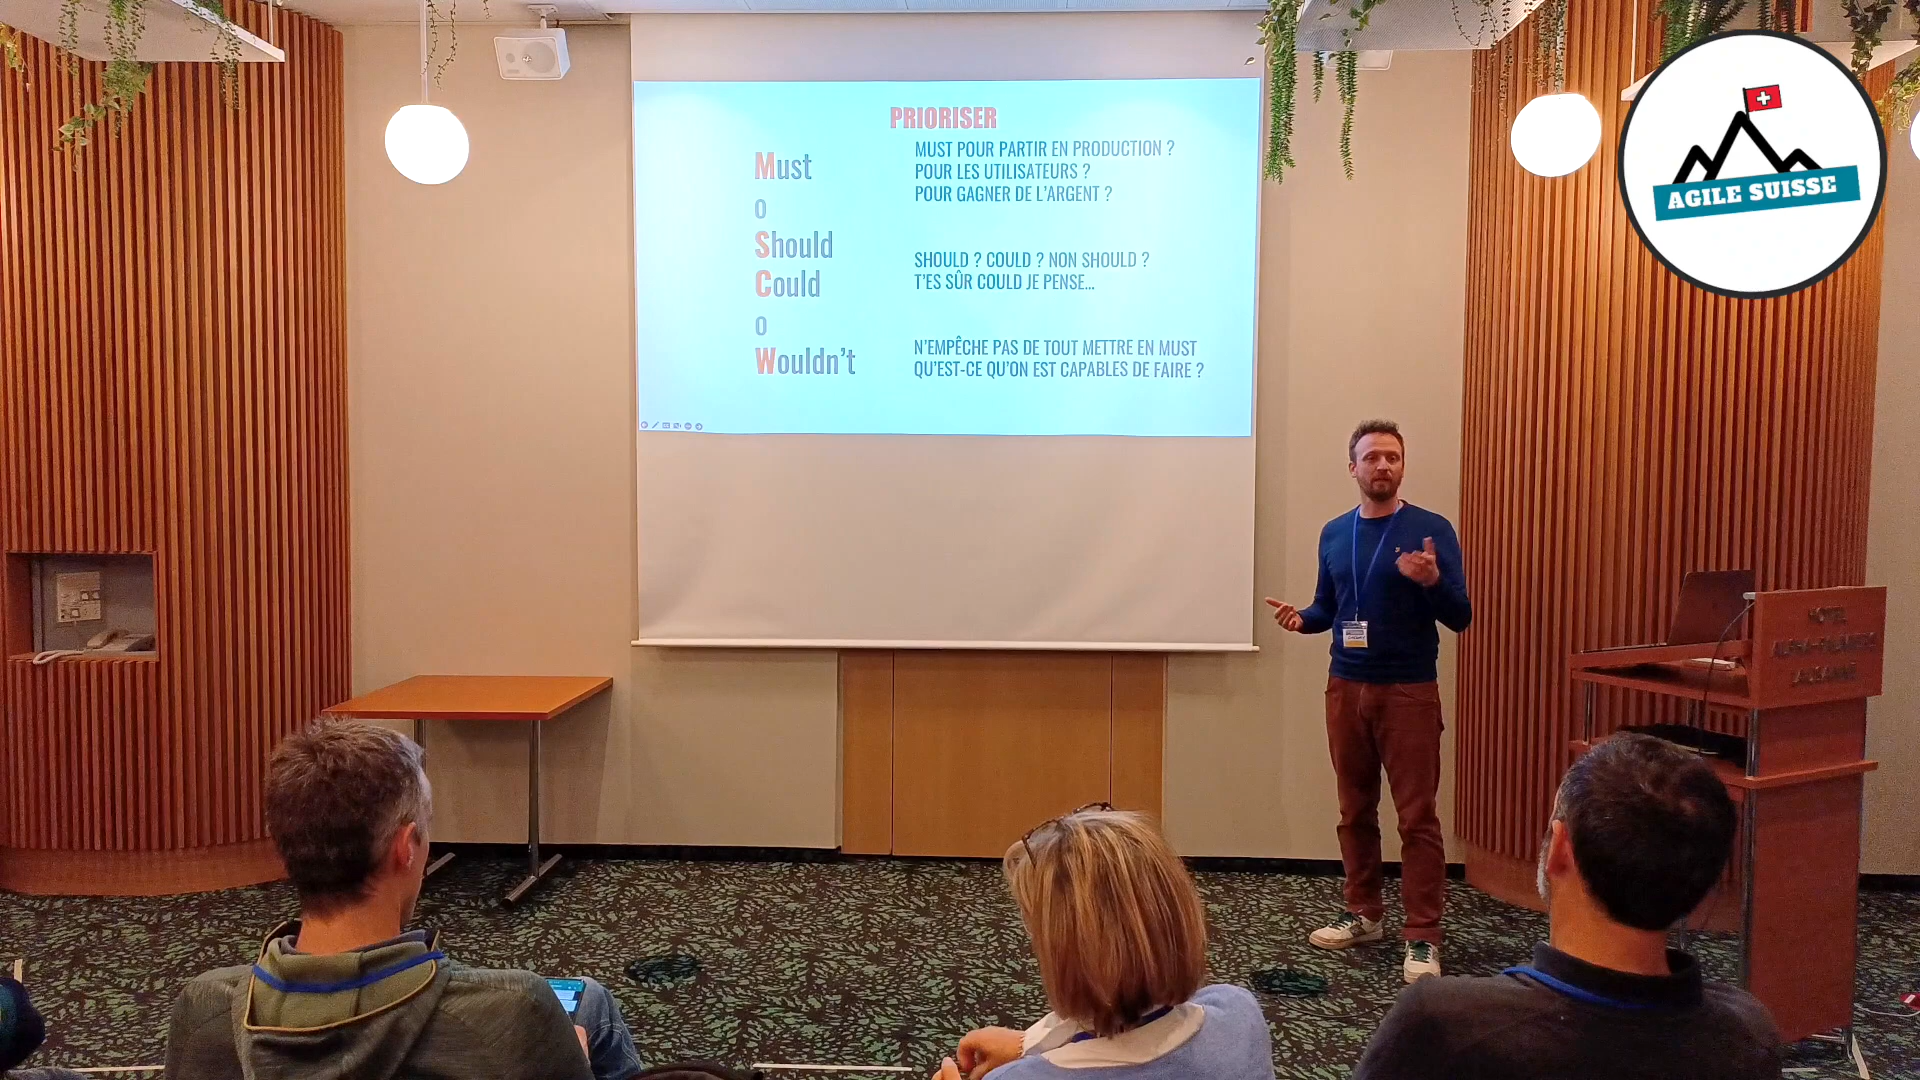 PRIORISER
Must
o
Should
Could
o
Wouldn't
MUST POUR PARTIR EN PRODUCTION ?
POUR LES UTILISATEURS ?
POUR GAGNER DE L'ARGENT ?
SHOULD ? COULD ? NON SHOULD ?
T'ES SÛR COULD JE PENSE...
N'EMPÊCHE PAS DE TOUT METTRE EN MUST
QU'EST-CE QU'ON EST CAPABLES DE FAIRE ?
AGILE SUISSE
HOTEL
LAUSANNE